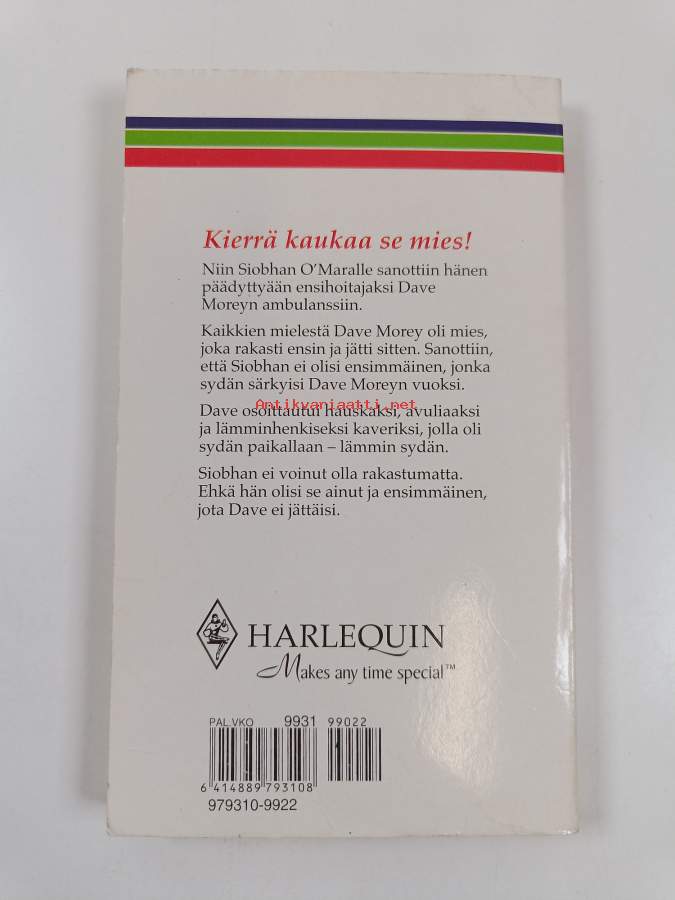 Kierrä kaukaa se mies!
Niin Siobhan O'Maralle sanottiin hänen
päädyttyään ensihoitajaksi Dave
Moreyn ambulanssiin.
Kaikkien mielestä Dave Morey oli mies,
joka rakasti ensin ja jätti sitten. Sanottiin,
että Siobhan ei olisi ensimmäinen, jonka
sydän särkyisi Dave Moreyn vuoksi.
Antikvariaatti.net
Dave osoittautui hauskaksi, avuliaaksi
ja lämminhenkiseksi kaveriksi, jolla oli
sydän paikallaan – lämmin sydän.
Siobhan ei voinut olla rakastumatta.
Ehkä hän olisi se ainut ja ensimmäinen,
jota Dave ei jättäisi.
HARLEQUIN
Makes any time special™
PAL.VKO 9931 99022
6 414889 793108
979310-9922